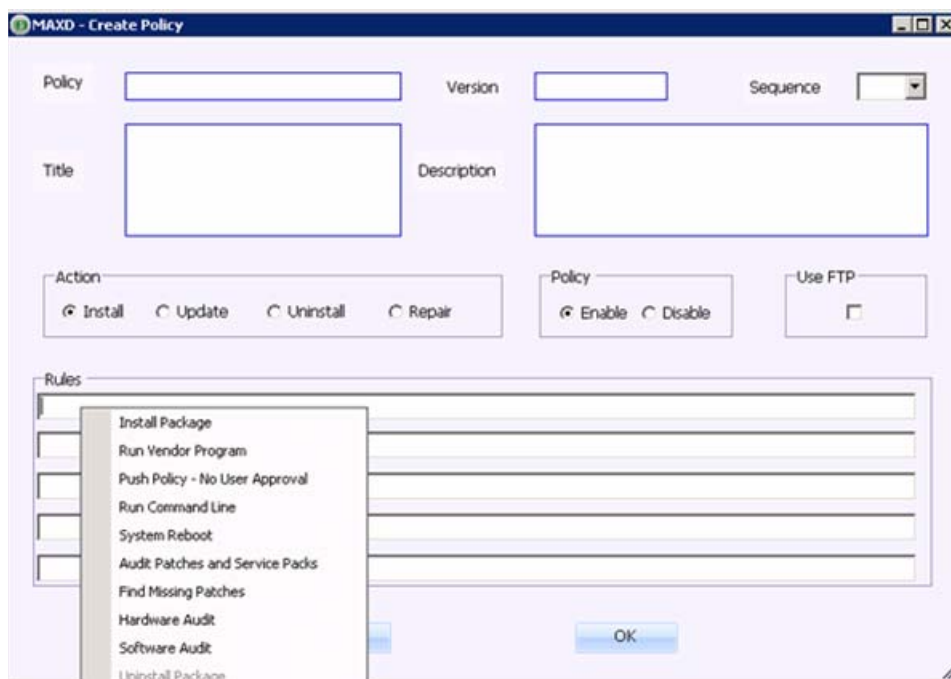 MAXD - Create Policy
Policy
Version
Sequence
Title
Description
Action
Install
Update
Uninstall
Repair
Policy
Enable
Disable
Use FTP
Rules
Install Package
Run Vendor Program
Push Policy - No User Approval
Run Command Line
System Reboot
Audit Patches and Service Packs
Find Missing Patches
Hardware Audit
Software Audit
Uninstall Package
OK